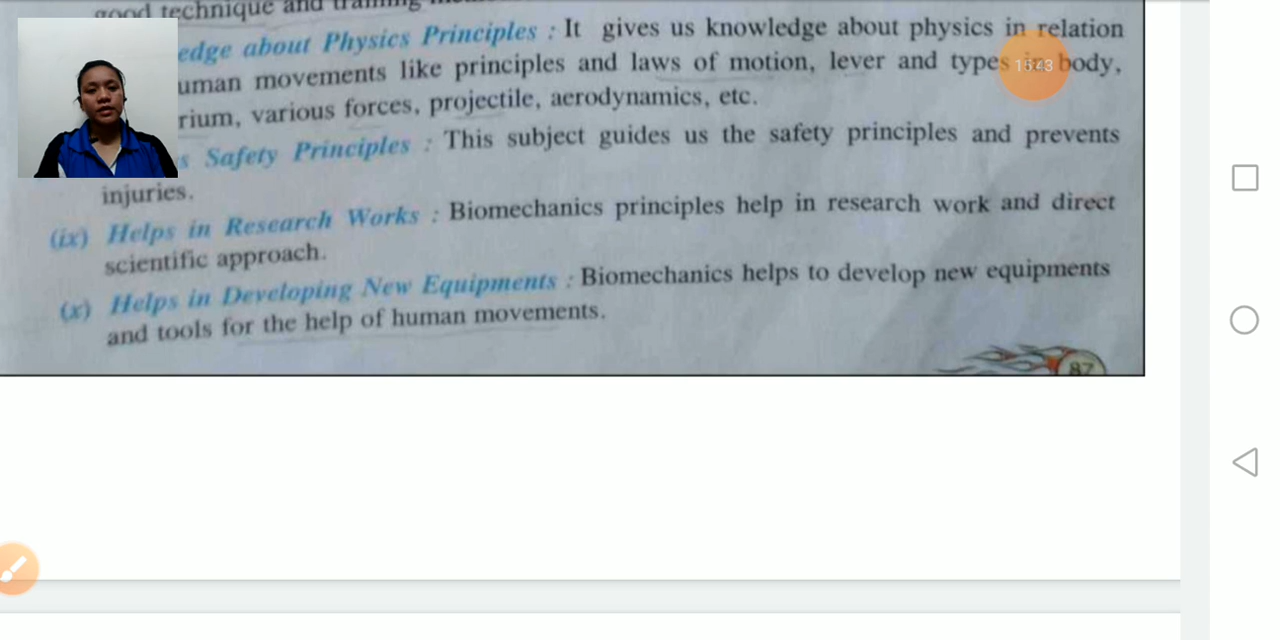 good technique and training
edge about Physics Principles : It gives us knowledge about physics in relation
uman movements like principles and laws of motion, lever and types in body,
rium, various forces, projectile, aerodynamics, etc.
s Safety Principles : This subject guides us the safety principles and prevents
injuries.
(ix) Helps in Research Works : Biomechanics principles help in research work and direct
scientific approach.
(x) Helps in Developing New Equipments : Biomechanics helps to develop new equipments
and tools for the help of human movements.
87
15:43